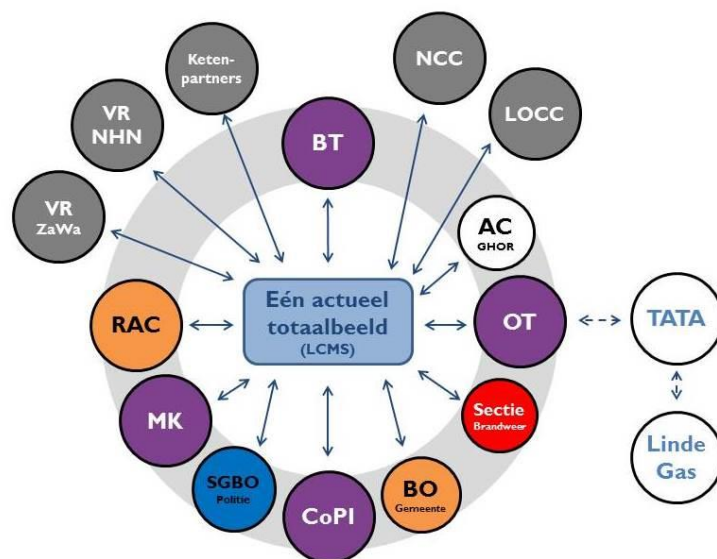 Keten-
partners
NCC
LOCC
VR
NHN
BT
VR
ZaWa
AC
GHOR
Eén actueel
totaalbeeld
(LCMS)
RAC
OT
TATA
MK
Sectie
Brandweer
Linde
Gas
SGBO
Politie
CoPI
BO
Gemeente